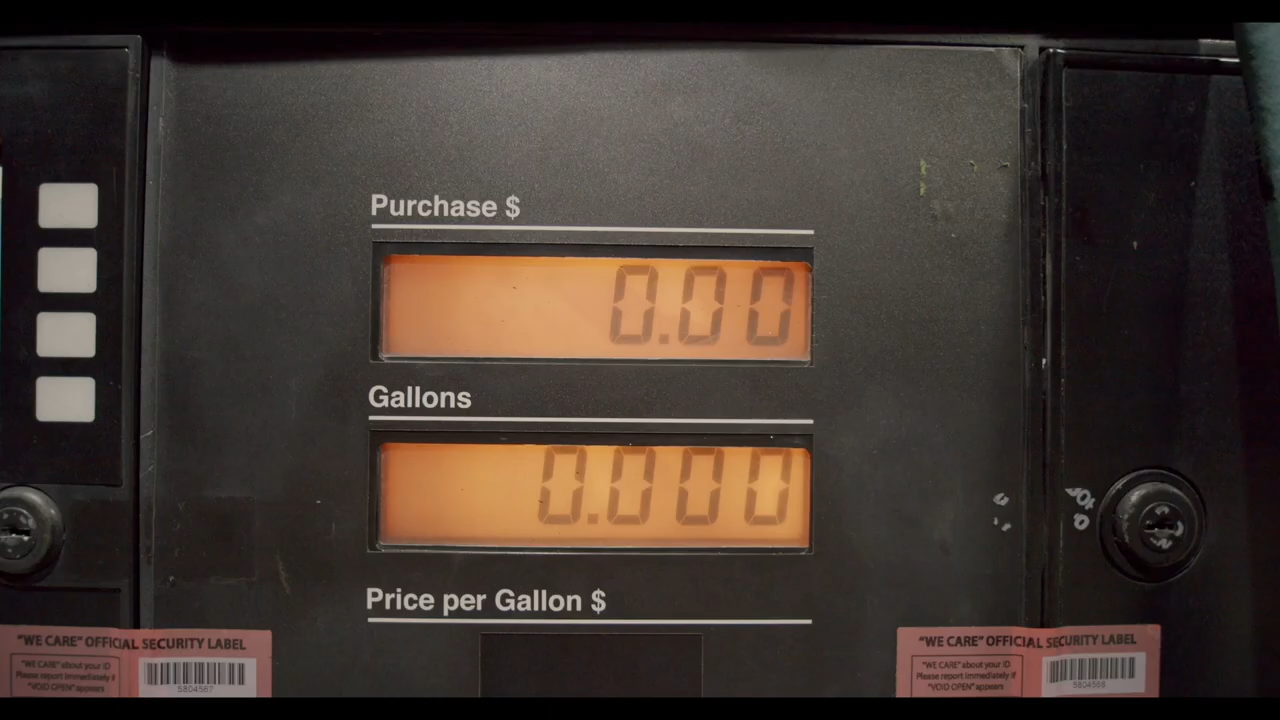 Purchase $
0.00
Gallons
0.000
Price per Gallon $
"WE CARE" OFFICIAL SECURITY LABEL
"WE CARE" about your ID
Please report immediately if
"VOID OPEN" appears
5804567
"WE CARE" OFFICIAL SECURITY LABEL
"WE CARE" about your ID
Please report immediately if
"VOID OPEN" appears
5804568